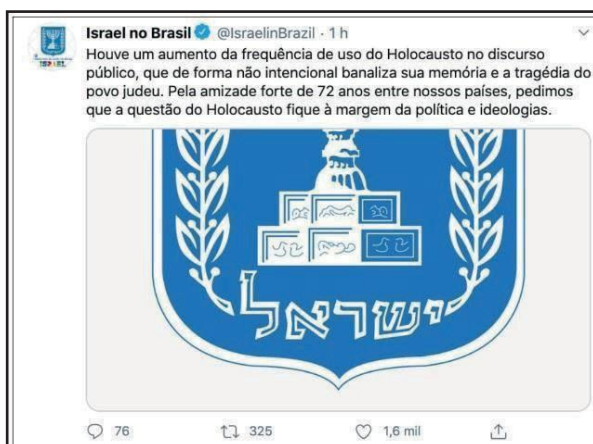 Israel no Brasil @IsraelinBrazil · 1 h
Houve um aumento da frequência de uso do Holocausto no discurso
público, que de forma não intencional banaliza sua memória e a tragédia do
povo judeu. Pela amizade forte de 72 anos entre nossos países, pedimos
que a questão do Holocausto fique à margem da política e ideologias.
ישראל
76 325 1,6 mil